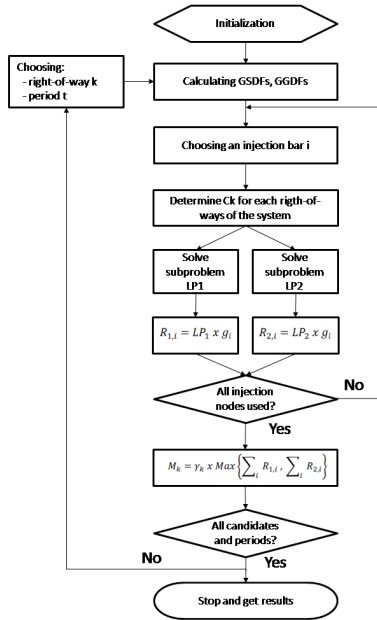 Initialization
Choosing:
- right-of-way k
- period t
Calculating GSDFs, GGDFs
Choosing an injection bar i
Determine Ck for each rigth-of-
ways of the system
Solve
subproblem
LP1
Solve
subproblem
LP2
R₁,ᵢ = LP₁ x gᵢ
R₂,ᵢ = LP₂ x gᵢ
All injection
nodes used?
No
Yes
Mₖ = γₖ x Max{∑ᵢ R₁,ᵢ , ∑ᵢ R₂,ᵢ}
All candidates
and periods?
No
Yes
Stop and get results